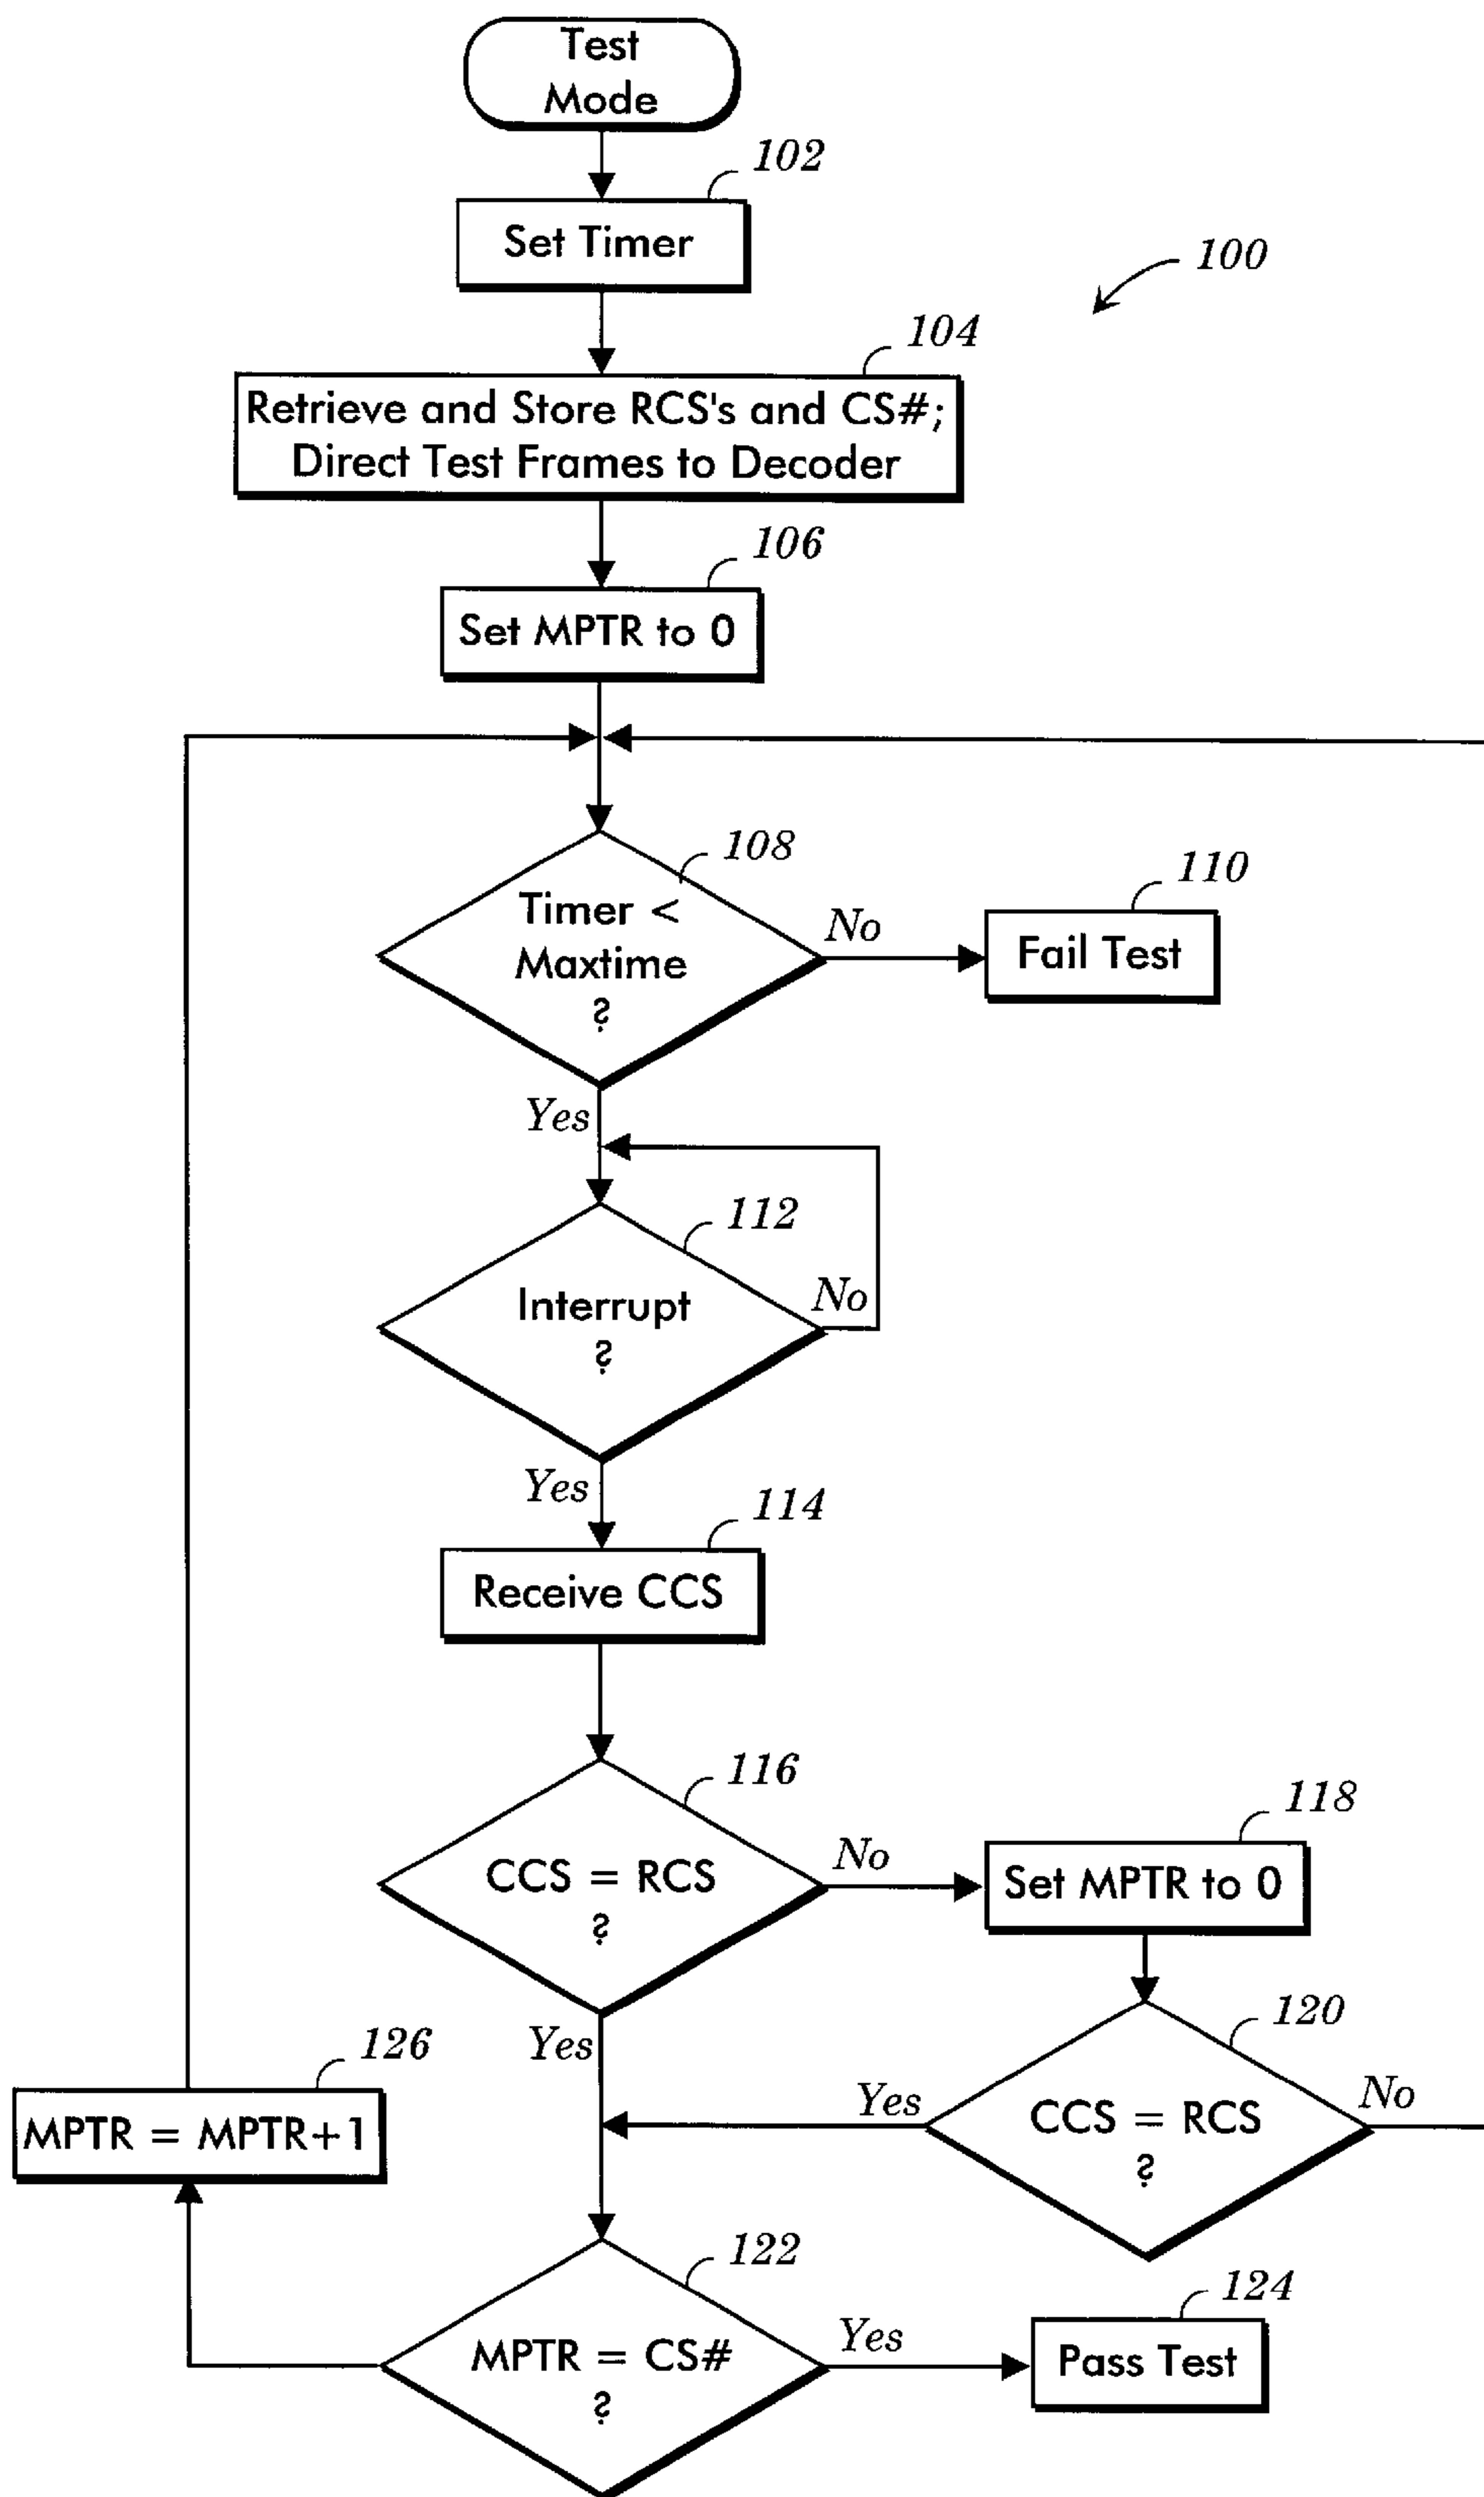 Test
Mode
102
Set Timer
100
104
Retrieve and Store RCS's and CS#;
Direct Test Frames to Decoder
106
Set MPTR to 0
108
Timer <
Maxtime
?
No
110
Fail Test
Yes
112
Interrupt
?
No
Yes
114
Receive CCS
116
CCS = RCS
?
No
118
Set MPTR to 0
Yes
120
CCS = RCS
?
Yes
No
126
MPTR = MPTR+1
122
MPTR = CS#
?
Yes
124
Pass Test